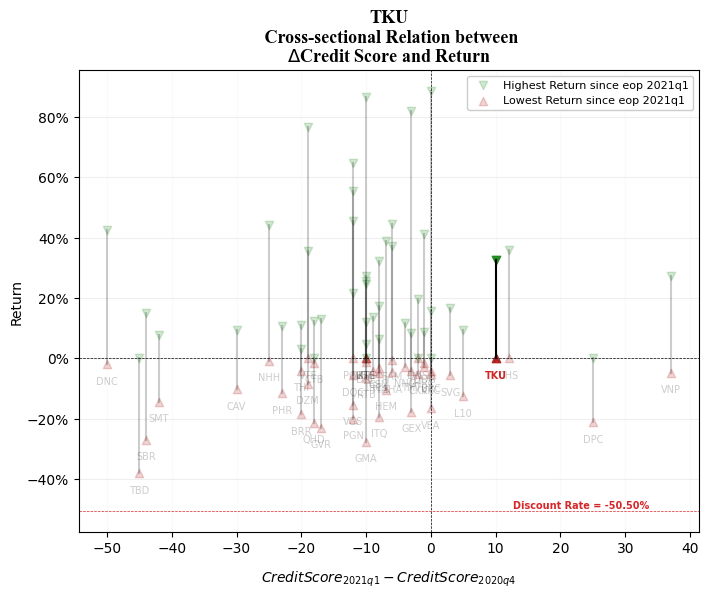 TKU
Cross-sectional Relation between
ΔCredit Score and Return
Highest Return since eop 2021q1
Lowest Return since eop 2021q1
80%
60%
40%
20%
0%
−20%
−40%
Return
DNC
NHH
TKU
VNP
CAV
PHR
SMT
DZM
HEM
SVG
L10
VGS
BRR
QHD
GVR
PGN
ITQ
GEX
VSA
DPC
SBR
GMA
TBD
Discount Rate = -50.50%
−50
−40
−30
−20
−10
0
10
20
30
40
CreditScore2021q1 − CreditScore2020q4